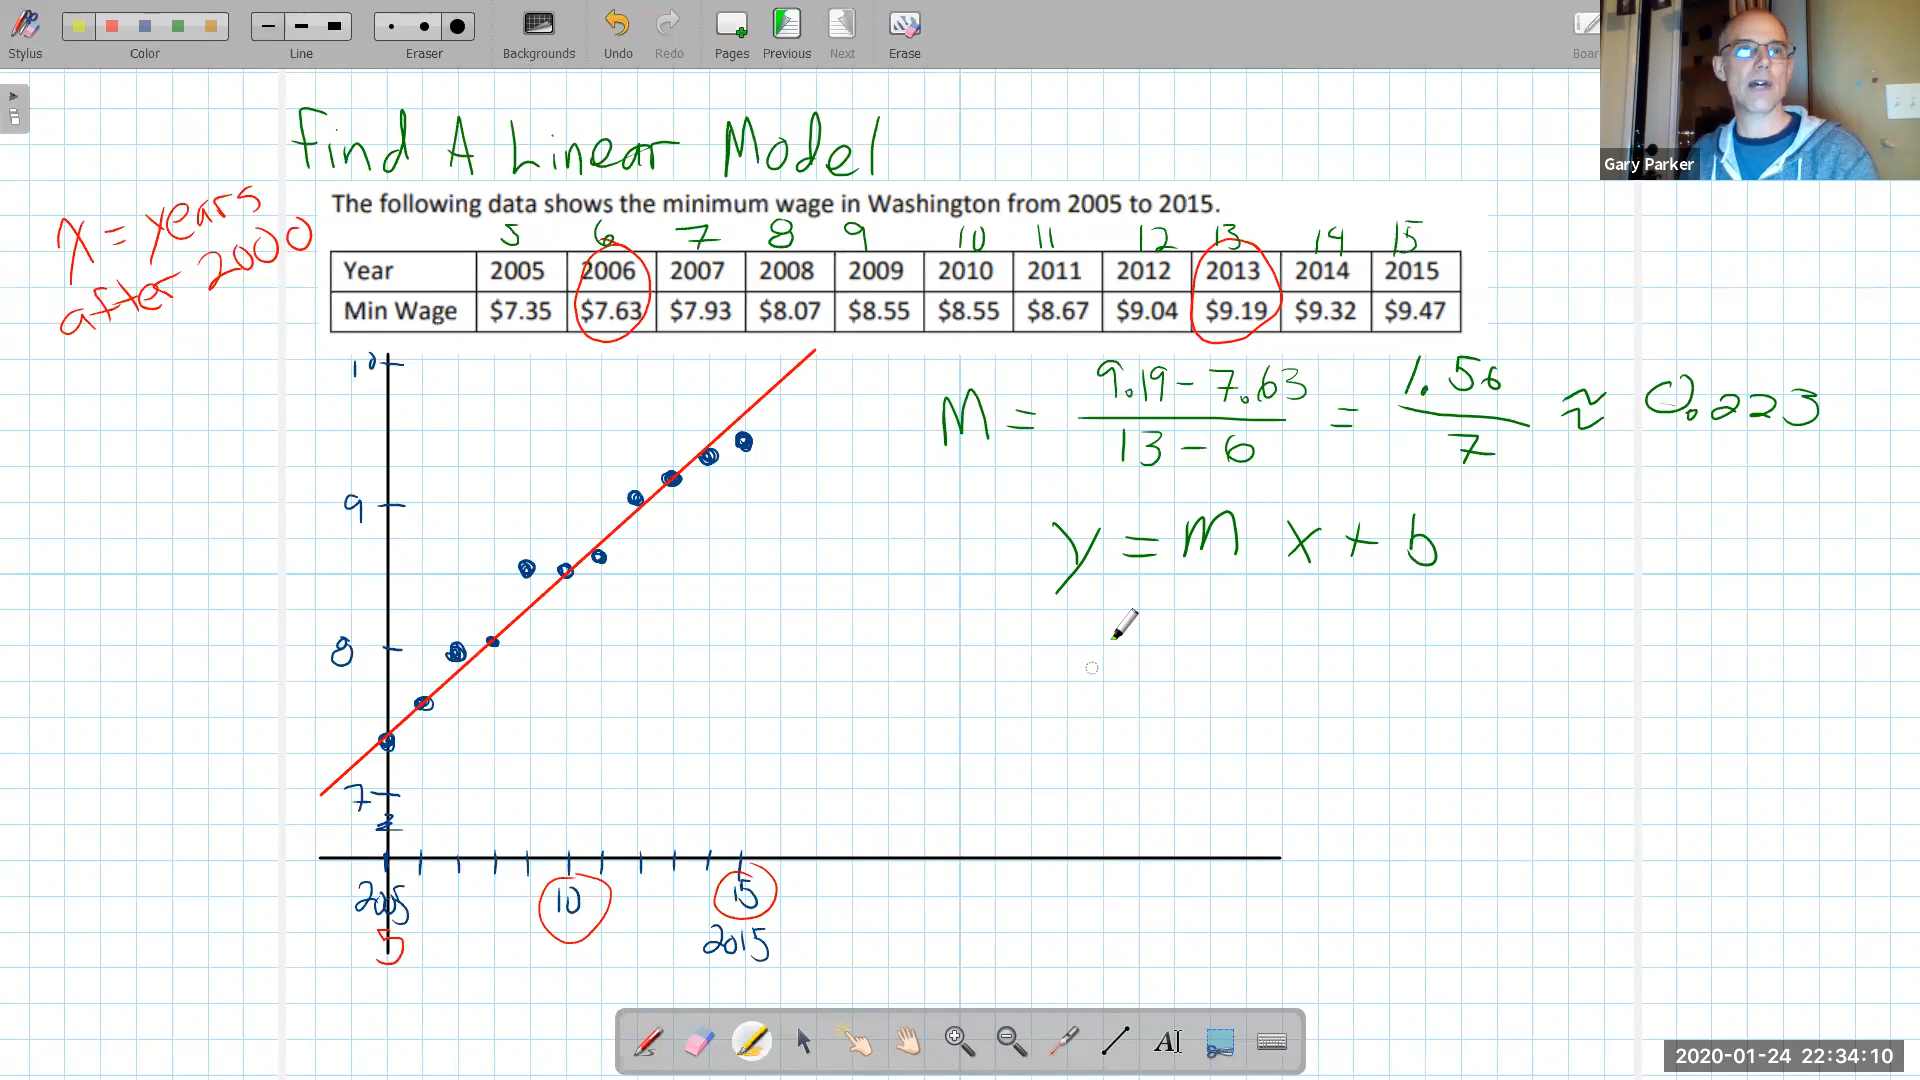 Stylus Color Line Eraser Backgrounds Undo Redo Pages Previous Next Erase Boar
Gary Parker
Find A Linear Model
x = years
after 2000
The following data shows the minimum wage in Washington from 2005 to 2015.
5 6 7 8 9 10 11 12 13 14 15
Year 2005 2006 2007 2008 2009 2010 2011 2012 2013 2014 2015
Min Wage $7.35 $7.63 $7.93 $8.07 $8.55 $8.55 $8.67 $9.04 $9.19 $9.32 $9.47
M = 9.19 - 7.63 / 13 - 6 = 1.56 / 7 ≈ 0.223
y = m x + b
10
9
8
7
2005 10 15
5 2015
2020-01-24 22:34:10